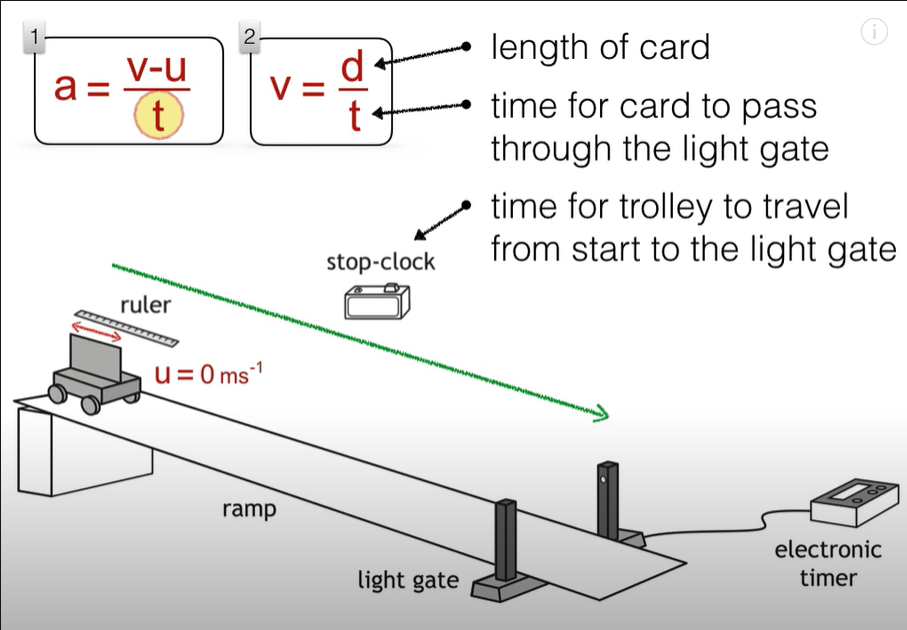 1
a = v-u
t
2
v = d
t
length of card
time for card to pass
through the light gate
time for trolley to travel
from start to the light gate
stop-clock
ruler
u = 0 ms⁻¹
ramp
light gate
electronic
timer
i